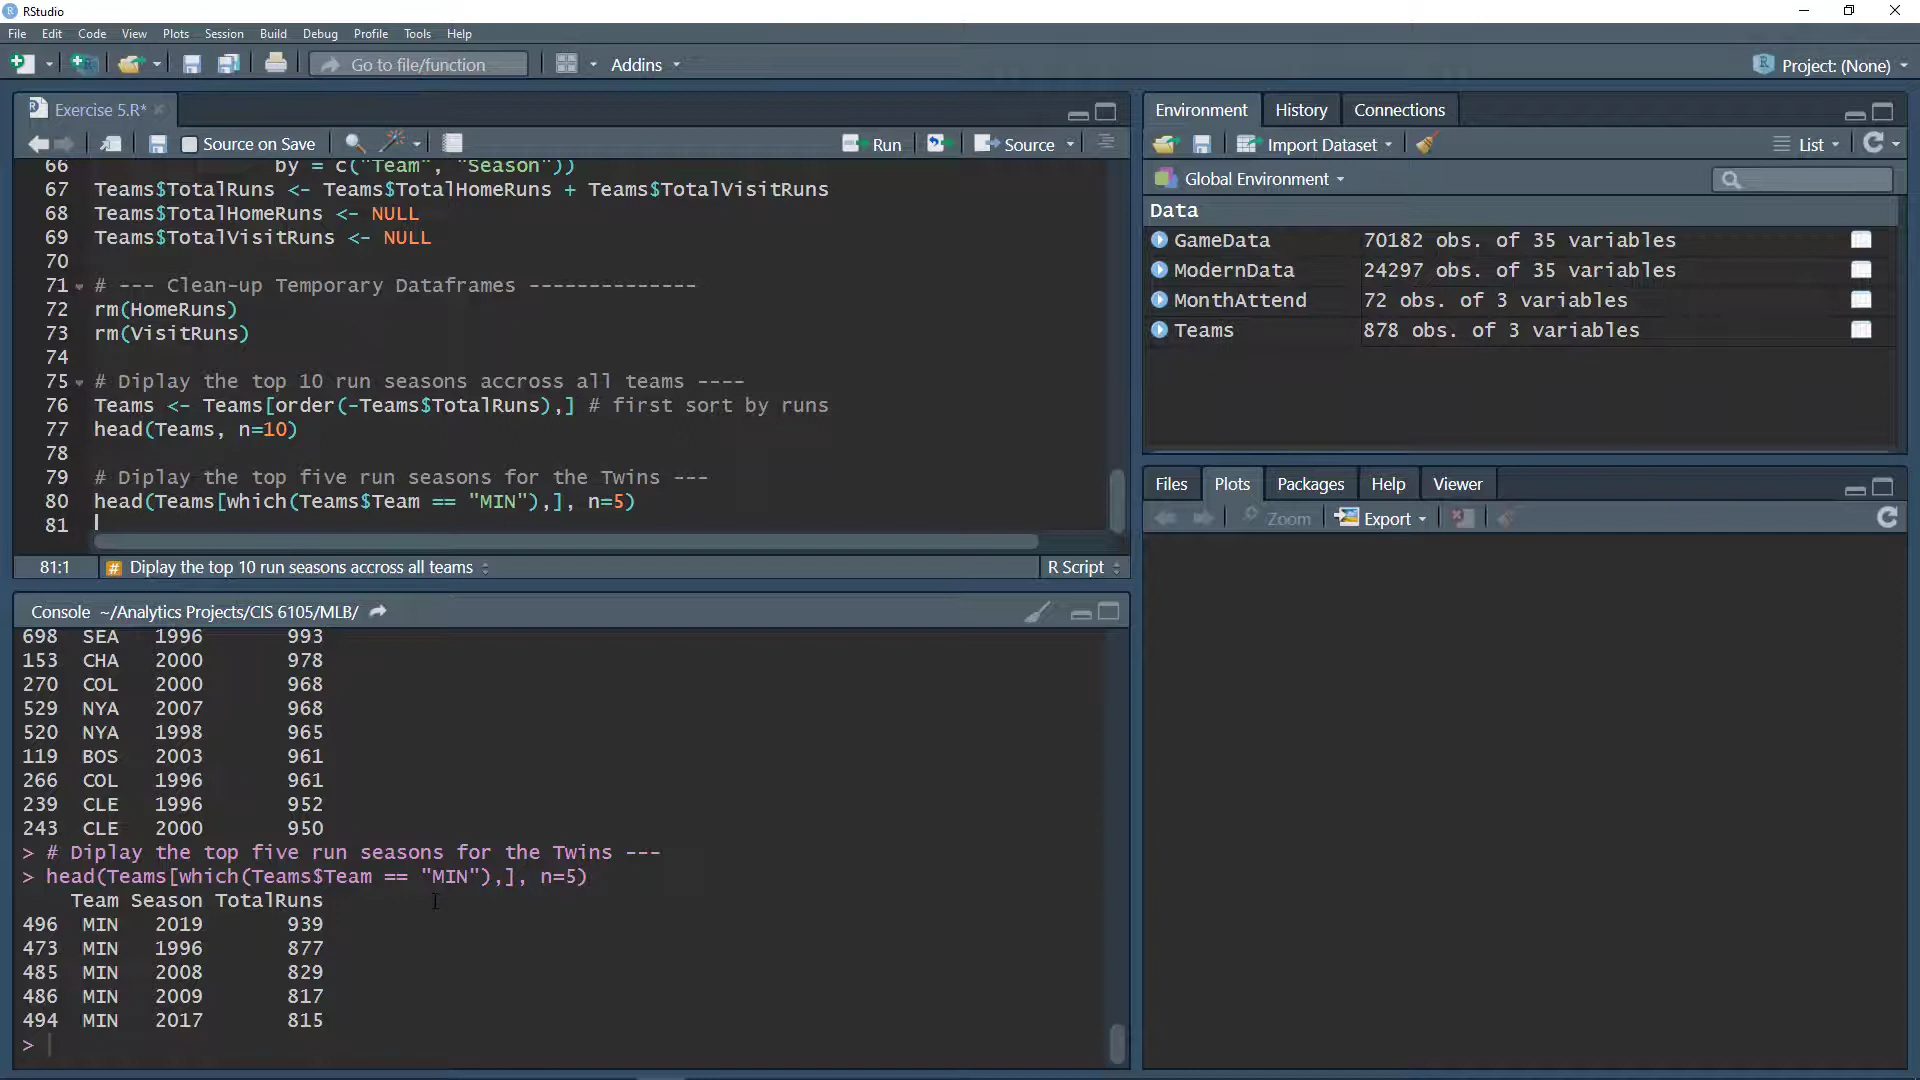 RStudio
File Edit Code View Plots Session Build Debug Profile Tools Help
Go to file/function Addins Project: (None)
Exercise 5.R*
Source on Save Run Source
66 by = c("Team", "Season"))
67 Teams$TotalRuns <- Teams$TotalHomeRuns + Teams$TotalVisitRuns
68 Teams$TotalHomeRuns <- NULL
69 Teams$TotalVisitRuns <- NULL
70
71 # --- Clean-up Temporary Dataframes --------------
72 rm(HomeRuns)
73 rm(VisitRuns)
74
75 # Diplay the top 10 run seasons accross all teams ----
76 Teams <- Teams[order(-Teams$TotalRuns),] # first sort by runs
77 head(Teams, n=10)
78
79 # Diplay the top five run seasons for the Twins ---
80 head(Teams[which(Teams$Team == "MIN"),], n=5)
81
81:1 # Diplay the top 10 run seasons accross all teams R Script
Console ~/Analytics Projects/CIS 6105/MLB/
698 SEA 1996 993
153 CHA 2000 978
270 COL 2000 968
529 NYA 2007 968
520 NYA 1998 965
119 BOS 2003 961
266 COL 1996 961
239 CLE 1996 952
243 CLE 2000 950
> # Diplay the top five run seasons for the Twins ---
> head(Teams[which(Teams$Team == "MIN"),], n=5)
Team Season TotalRuns
496 MIN 2019 939
473 MIN 1996 877
485 MIN 2008 829
486 MIN 2009 817
494 MIN 2017 815
>
Environment History Connections
Import Dataset List
Global Environment
Data
GameData 70182 obs. of 35 variables
ModernData 24297 obs. of 35 variables
MonthAttend 72 obs. of 3 variables
Teams 878 obs. of 3 variables
Files Plots Packages Help Viewer
Zoom Export